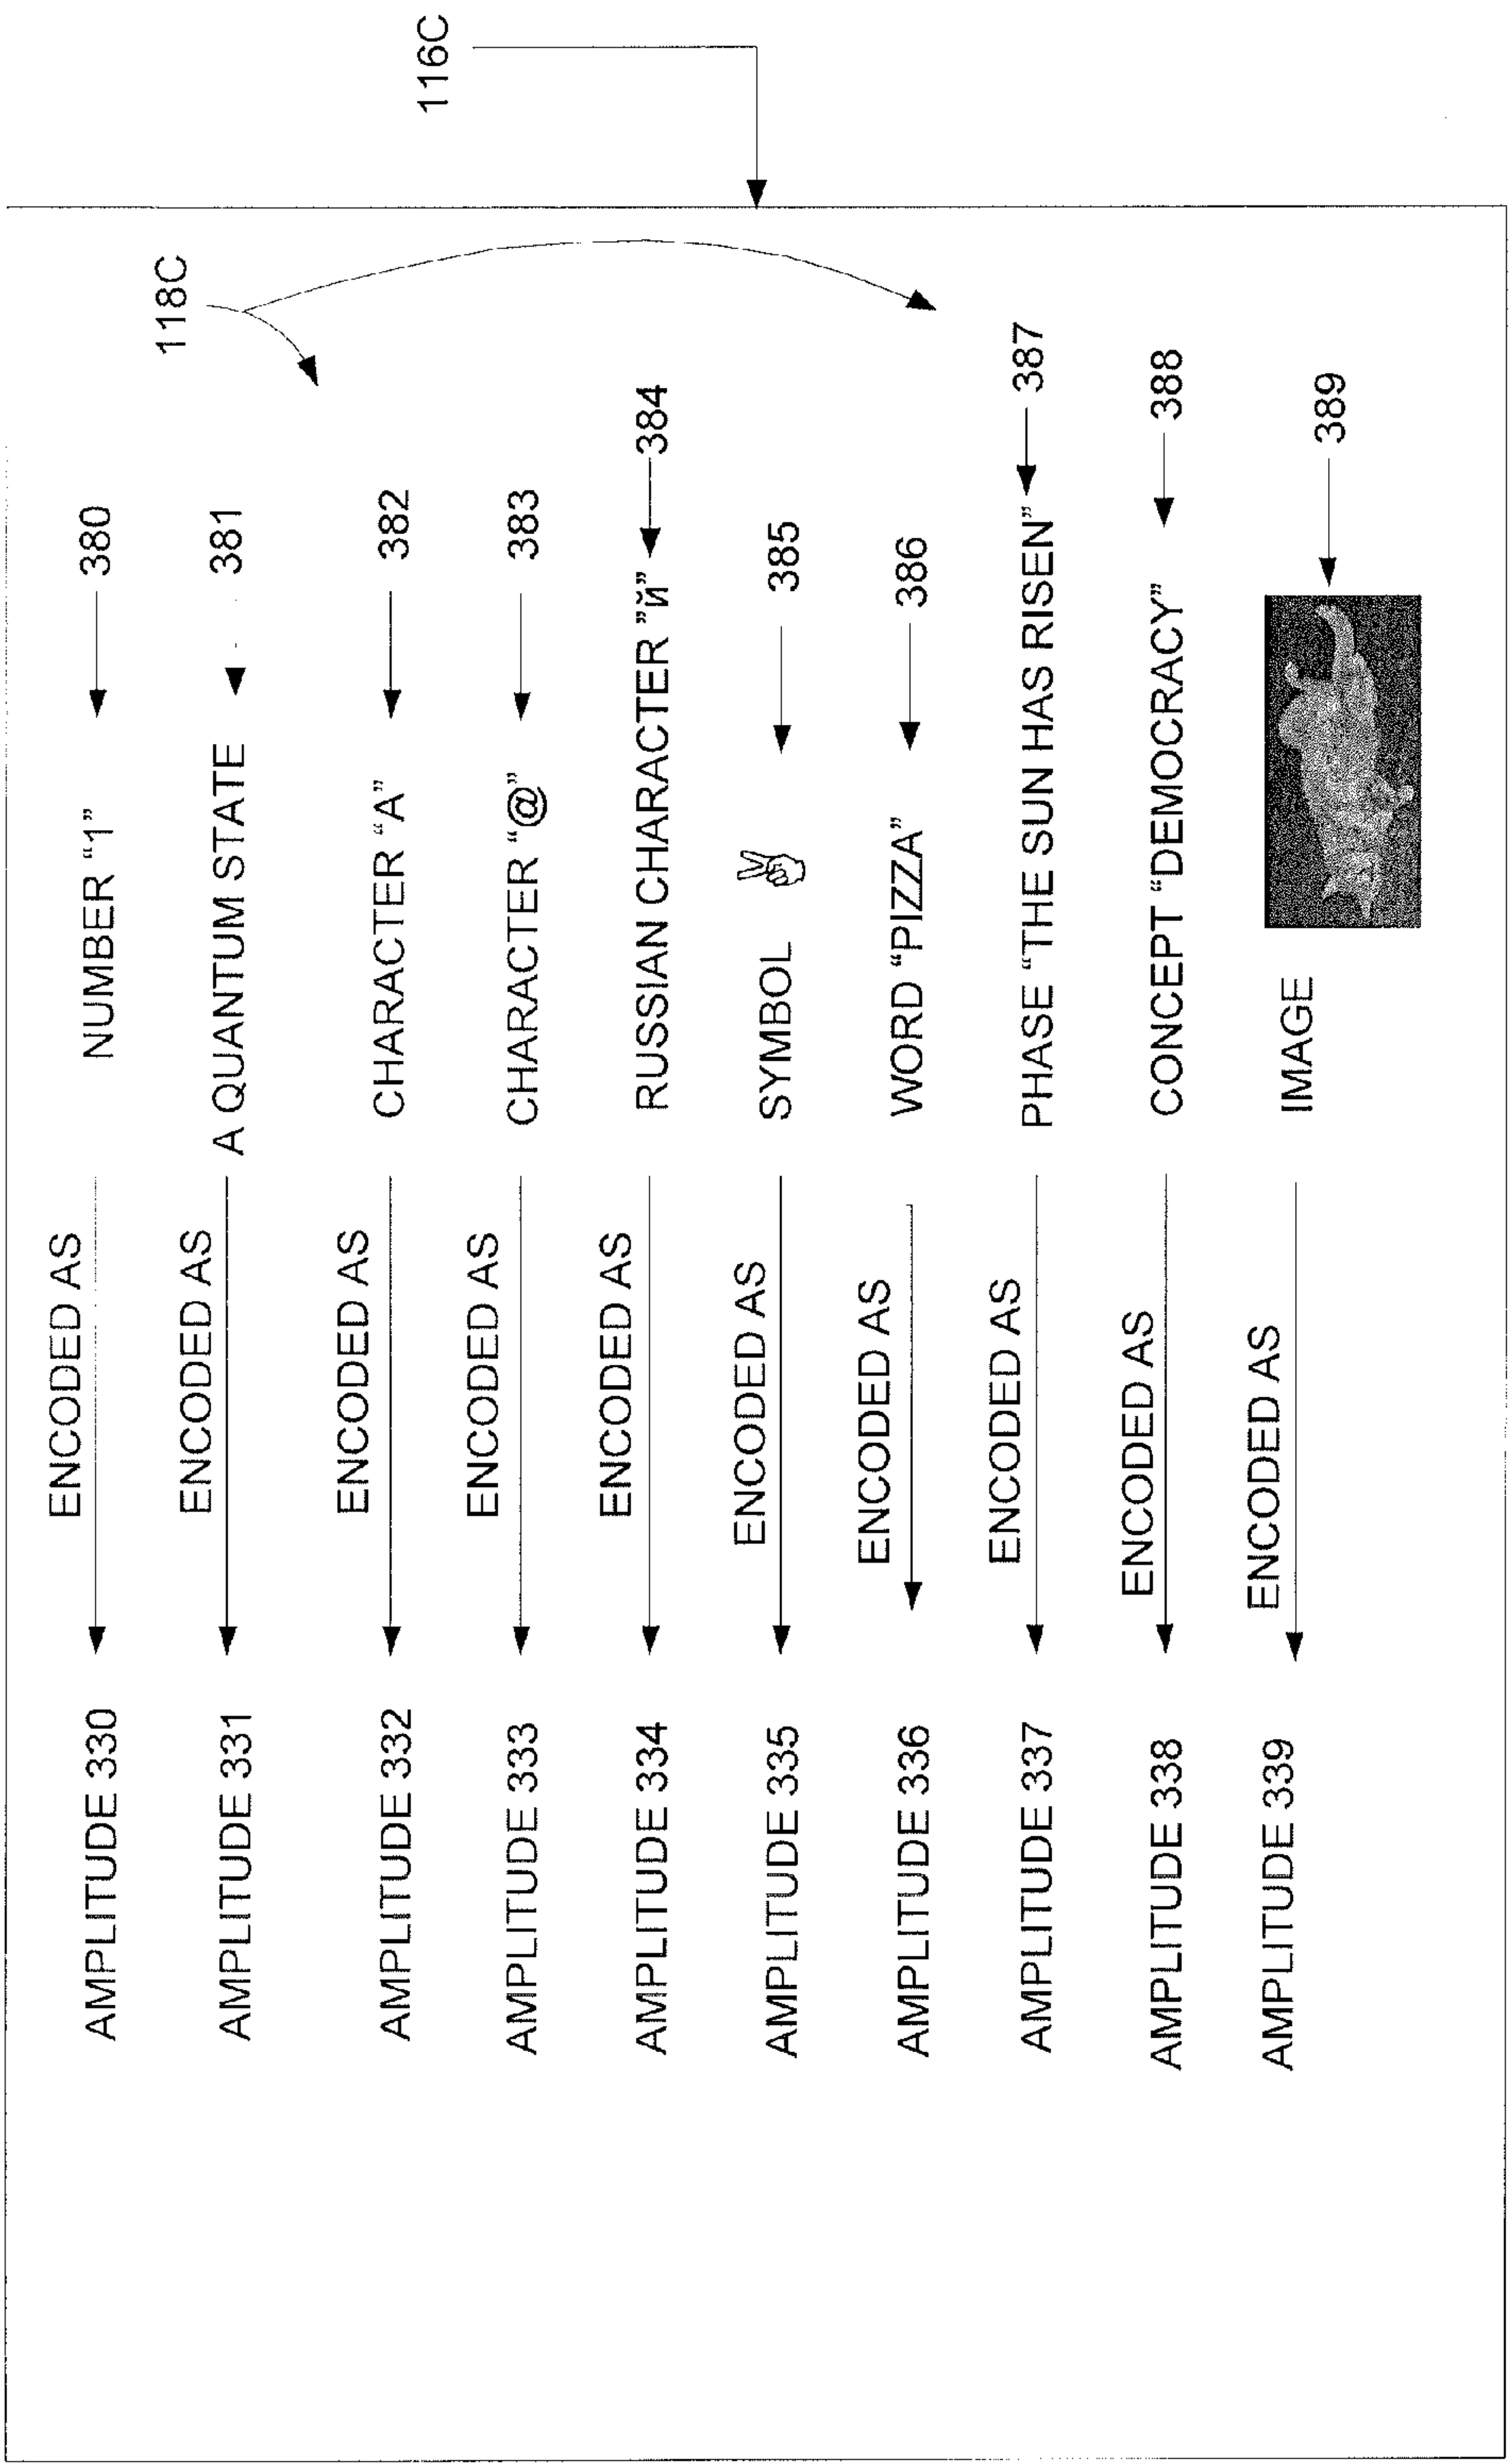 116C
118C
AMPLITUDE 330 ENCODED AS NUMBER “1” 380
AMPLITUDE 331 ENCODED AS A QUANTUM STATE 381
AMPLITUDE 332 ENCODED AS CHARACTER “A” 382
AMPLITUDE 333 ENCODED AS CHARACTER “@” 383
AMPLITUDE 334 ENCODED AS RUSSIAN CHARACTER ”й” 384
AMPLITUDE 335 ENCODED AS SYMBOL ✌ 385
AMPLITUDE 336 ENCODED AS WORD “PIZZA” 386
AMPLITUDE 337 ENCODED AS PHASE “THE SUN HAS RISEN” 387
AMPLITUDE 338 ENCODED AS CONCEPT “DEMOCRACY” 388
AMPLITUDE 339 ENCODED AS IMAGE 389